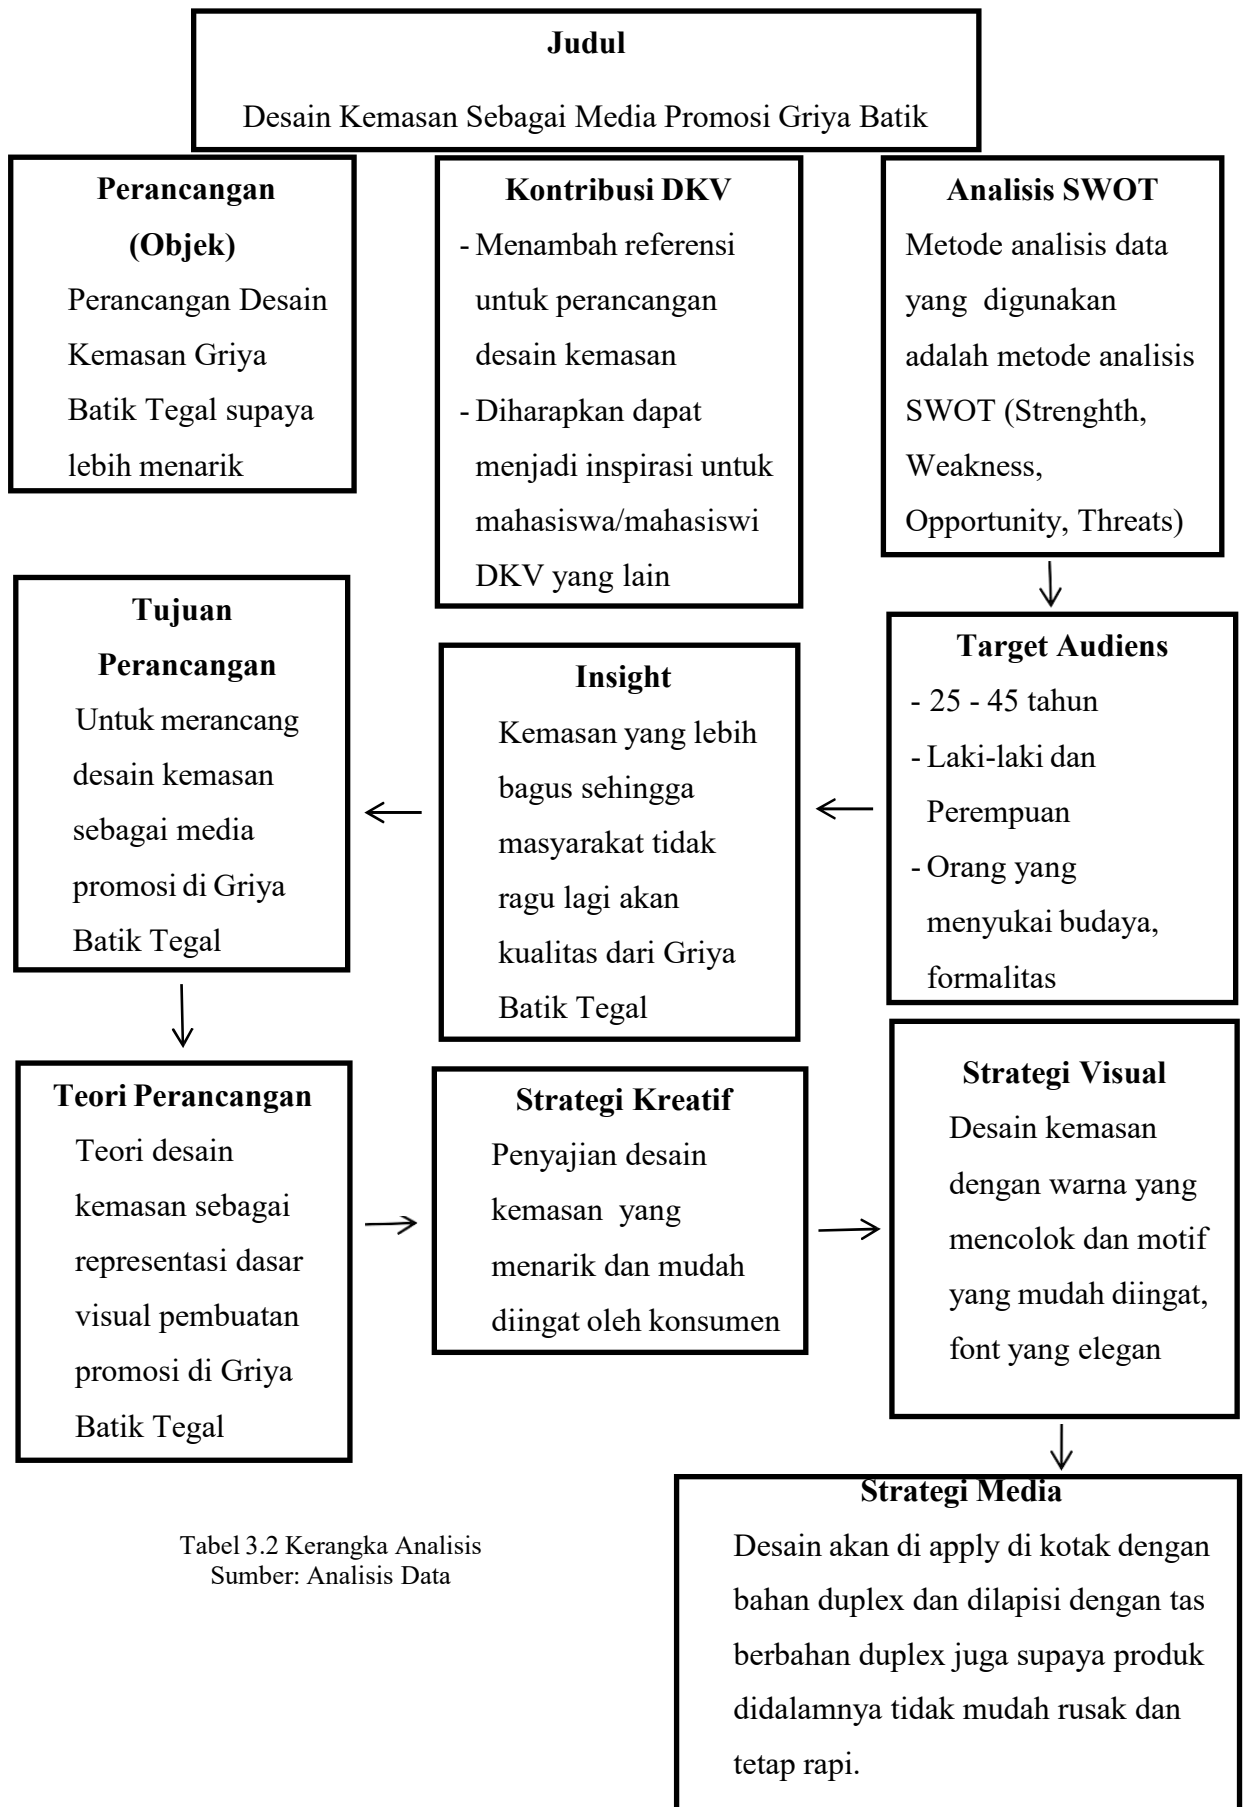 Judul
Desain Kemasan Sebagai Media Promosi Griya Batik
Perancangan
(Objek)
Perancangan Desain
Kemasan Griya
Batik Tegal supaya
lebih menarik
Kontribusi DKV
- Menambah referensi
untuk perancangan
desain kemasan
- Diharapkan dapat
menjadi inspirasi untuk
mahasiswa/mahasiswi
DKV yang lain
Analisis SWOT
Metode analisis data
yang digunakan
adalah metode analisis
SWOT (Strenghth,
Weakness,
Opportunity, Threats)
Target Audiens
- 25 - 45 tahun
- Laki-laki dan
Perempuan
- Orang yang
menyukai budaya,
formalitas
Insight
Kemasan yang lebih
bagus sehingga
masyarakat tidak
ragu lagi akan
kualitas dari Griya
Batik Tegal
Tujuan
Perancangan
Untuk merancang
desain kemasan
sebagai media
promosi di Griya
Batik Tegal
Teori Perancangan
Teori desain
kemasan sebagai
representasi dasar
visual pembuatan
promosi di Griya
Batik Tegal
Strategi Kreatif
Penyajian desain
kemasan yang
menarik dan mudah
diingat oleh konsumen
Strategi Visual
Desain kemasan
dengan warna yang
mencolok dan motif
yang mudah diingat,
font yang elegan
Strategi Media
Desain akan di apply di kotak dengan
bahan duplex dan dilapisi dengan tas
berbahan duplex juga supaya produk
didalamnya tidak mudah rusak dan
tetap rapi.
Tabel 3.2 Kerangka Analisis
Sumber: Analisis Data